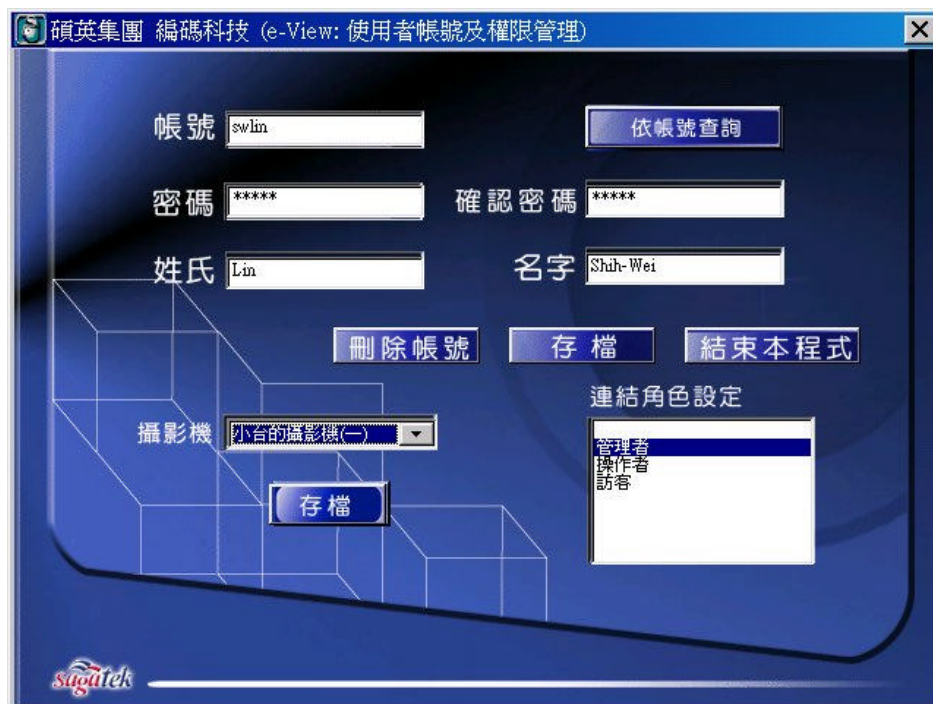 碩英集團 編碼科技 (e-View: 使用者帳號及權限管理)
帳號 swlin 依帳號查詢
密碼 ***** 確認密碼 *****
姓氏 Lin 名字 Shih-Wei
刪除帳號 存檔 結束本程式
連結角色設定
攝影機 小台的攝影機(一)
管理者
操作者
訪客
存檔
sugatek